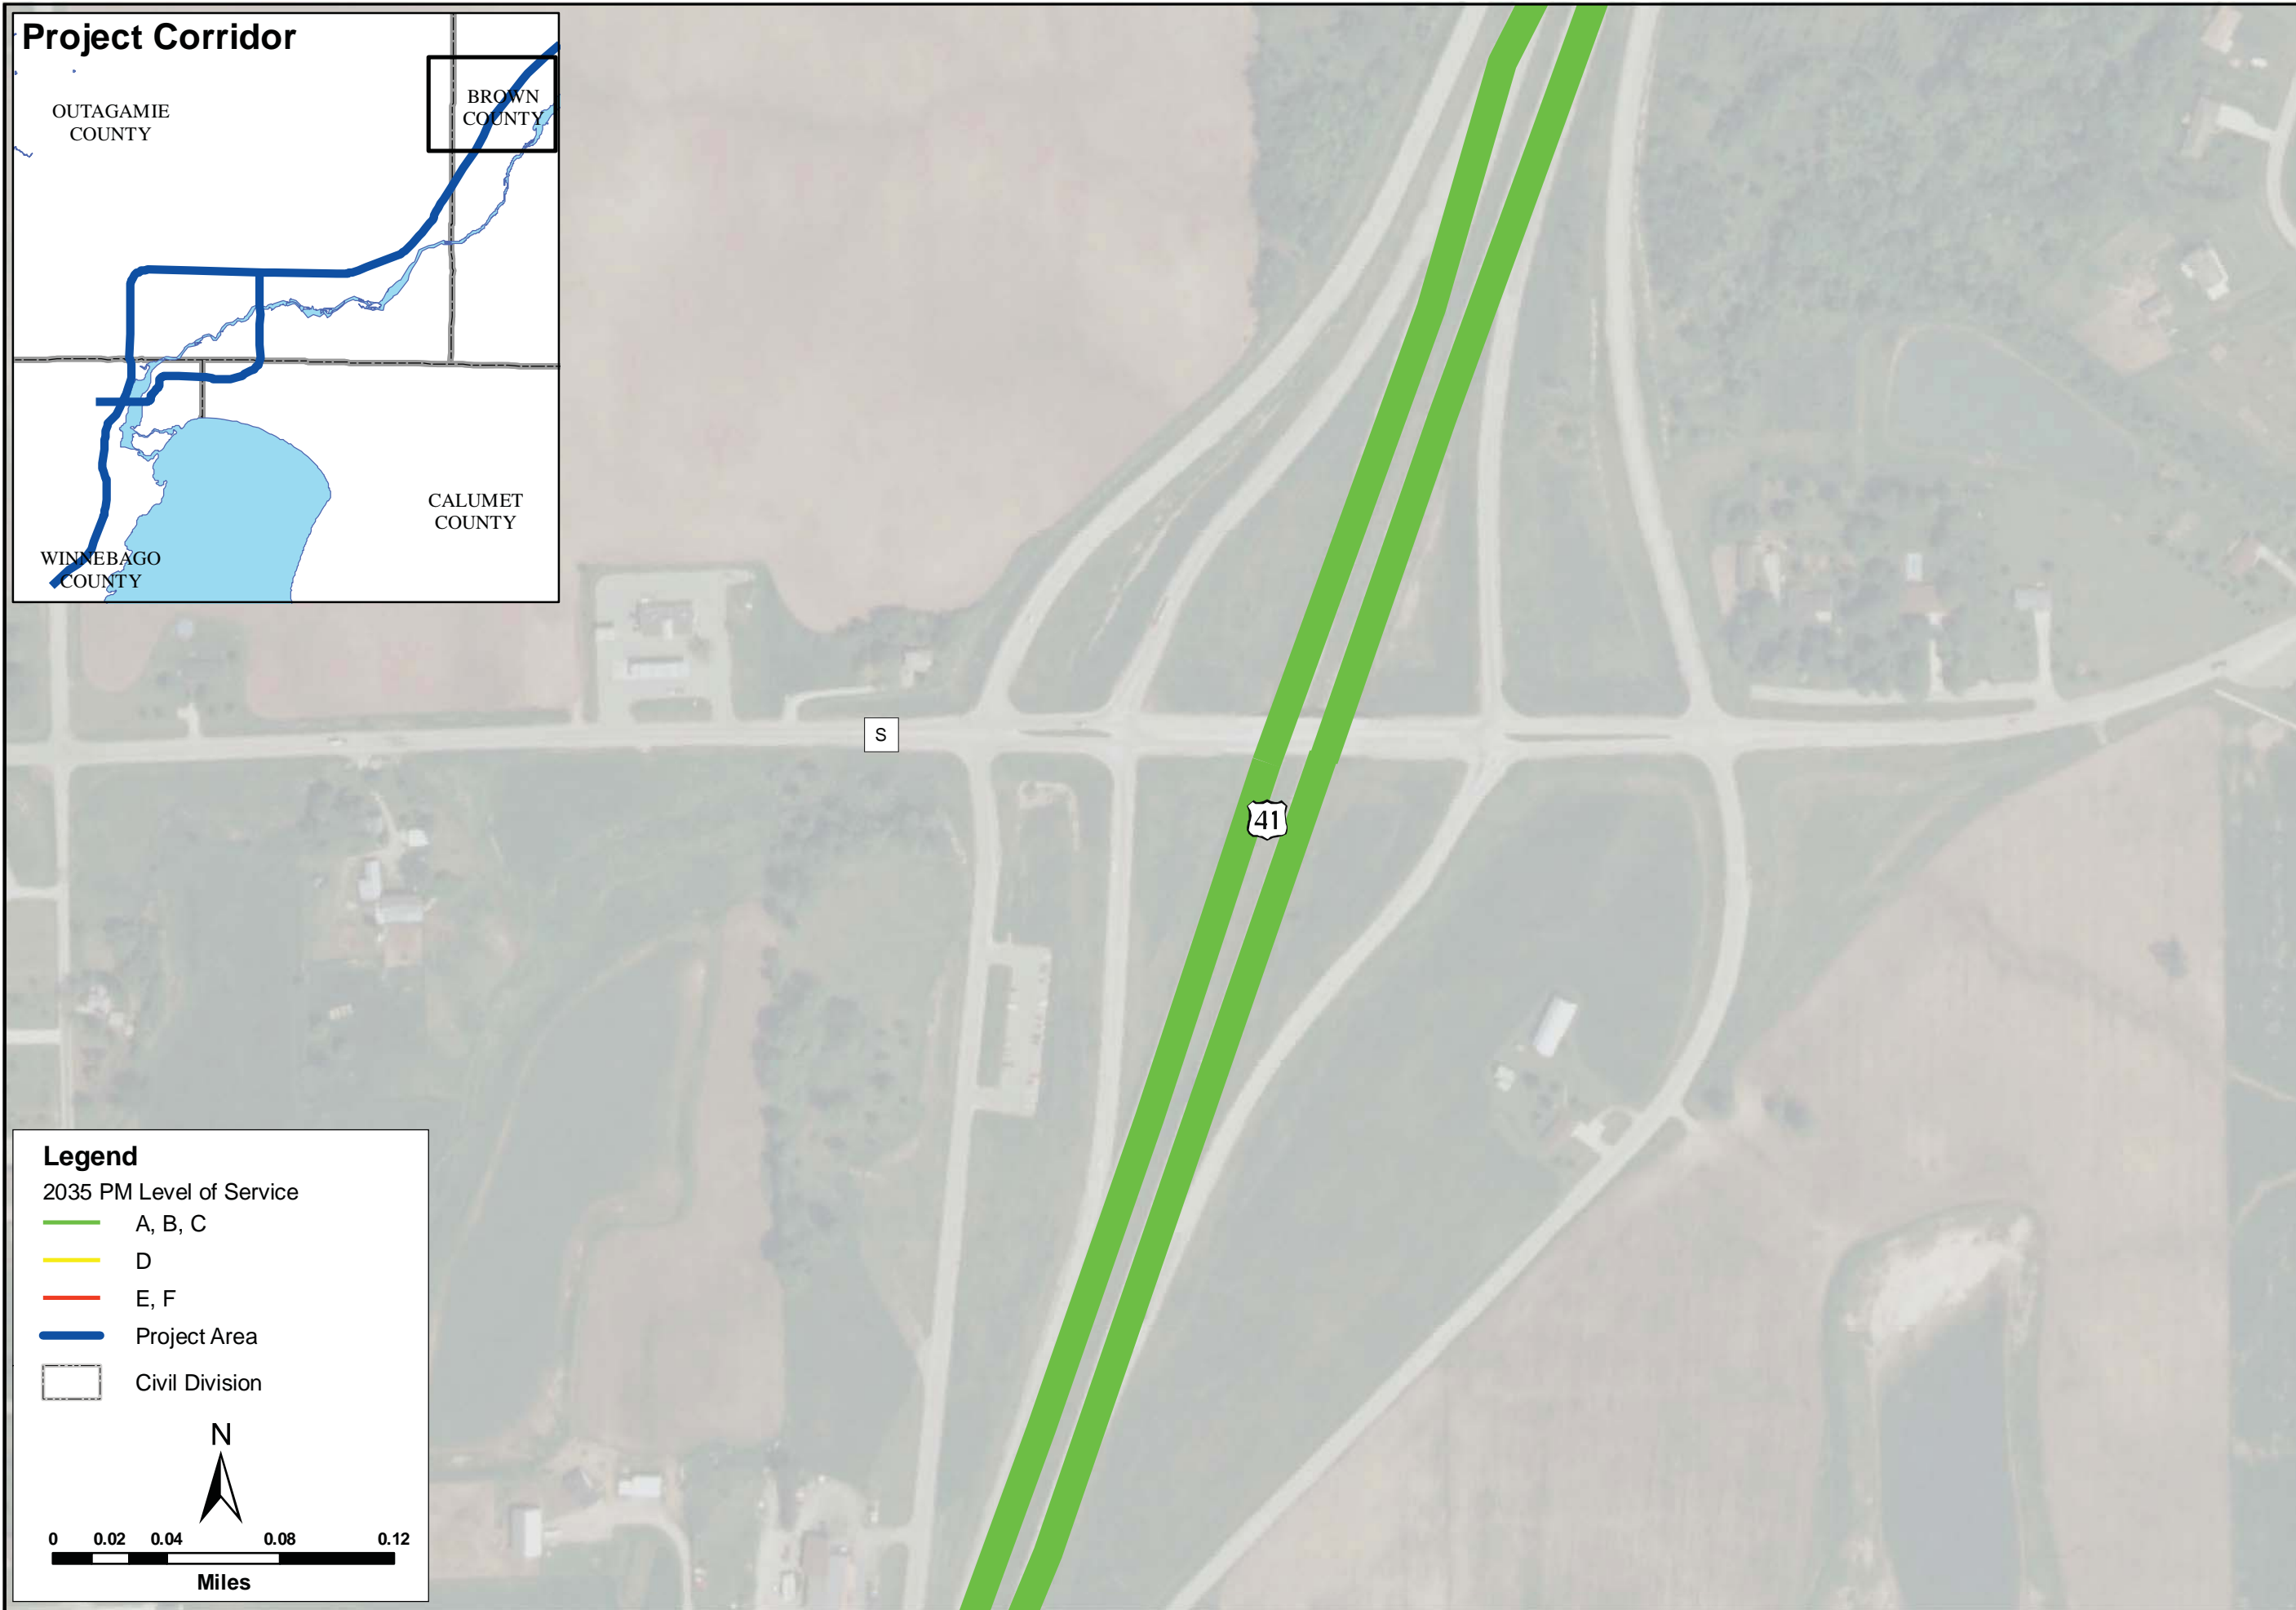 Project Corridor
OUTAGAMIE
COUNTY
BROWN
COUNTY
CALUMET
COUNTY
WINNEBAGO
COUNTY
S
41
Legend
2035 PM Level of Service
A, B, C
D
E, F
Project Area
Civil Division
N
0 0.02 0.04 0.08 0.12
Miles